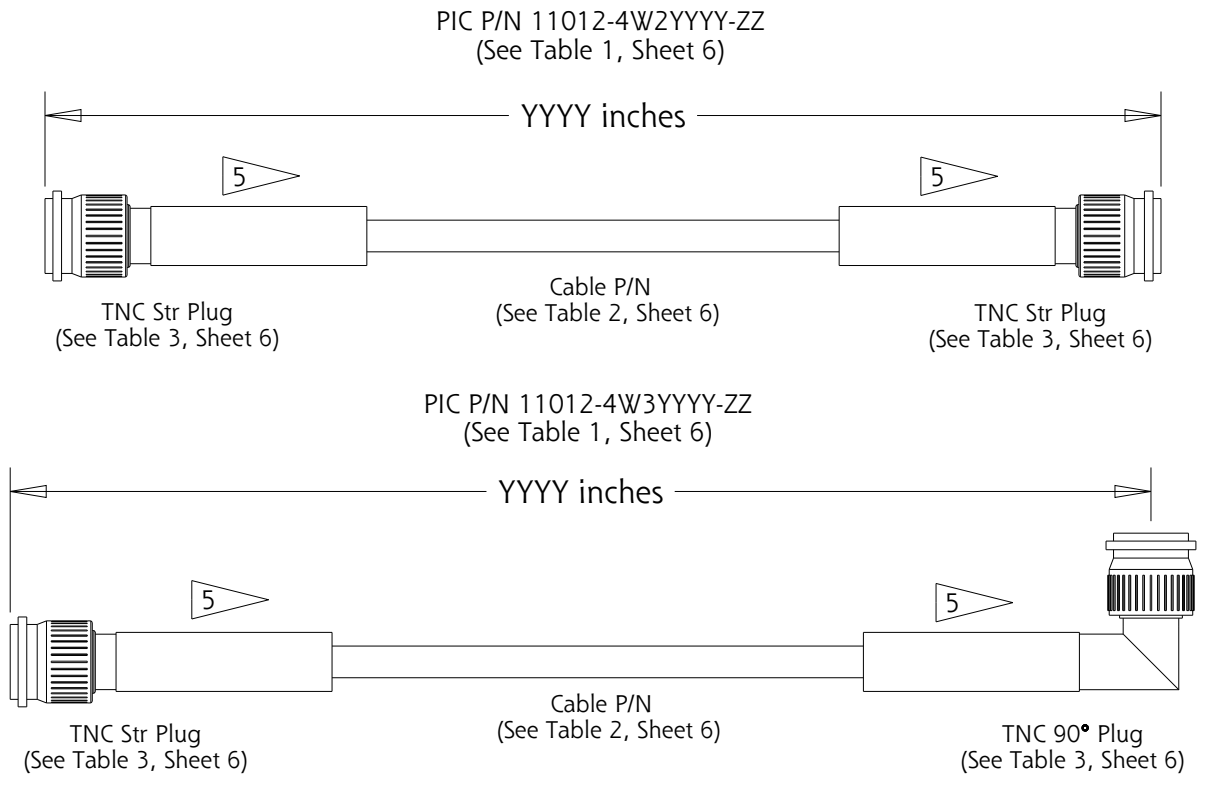 PIC P/N 11012-4W2YYYY-ZZ
(See Table 1, Sheet 6)
YYYY inches
5
5
Cable P/N
(See Table 2, Sheet 6)
TNC Str Plug
(See Table 3, Sheet 6)
TNC Str Plug
(See Table 3, Sheet 6)
PIC P/N 11012-4W3YYYY-ZZ
(See Table 1, Sheet 6)
YYYY inches
5
5
Cable P/N
(See Table 2, Sheet 6)
TNC Str Plug
(See Table 3, Sheet 6)
TNC 90° Plug
(See Table 3, Sheet 6)